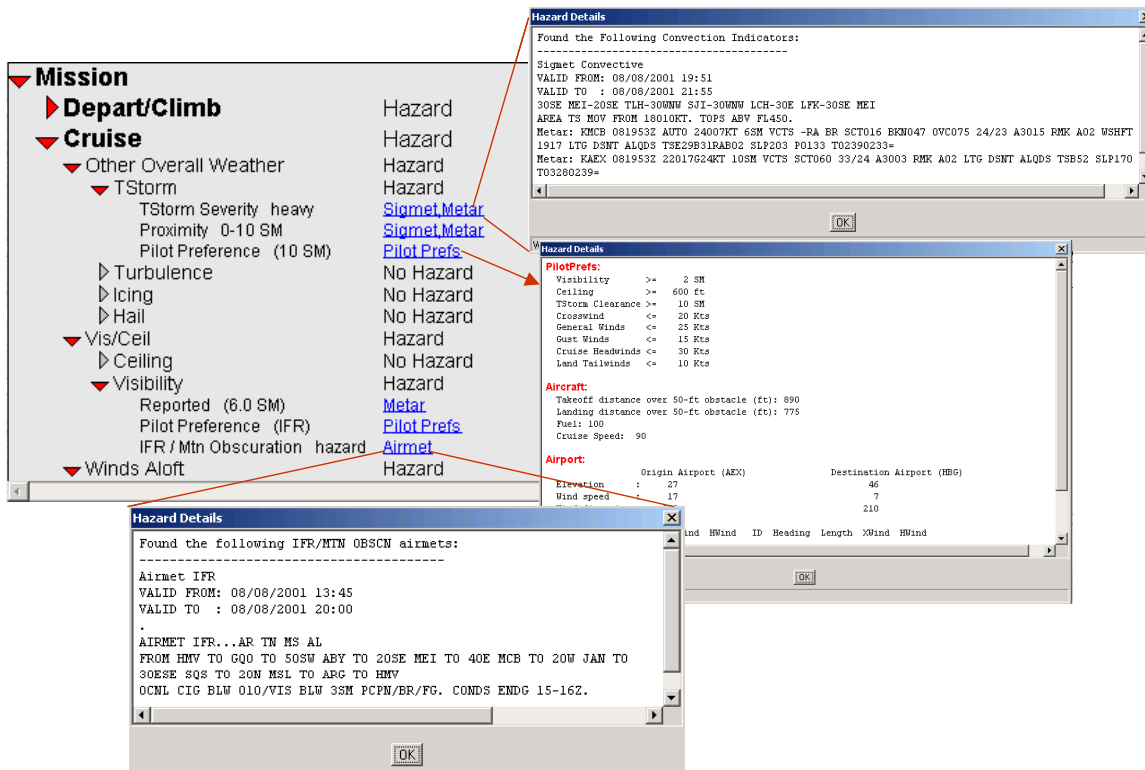 Mission
Depart/Climb Hazard
Cruise Hazard
Other Overall Weather Hazard
TStorm Hazard
TStorm Severity heavy Sigmet,Metar
Proximity 0-10 SM Sigmet,Metar
Pilot Preference (10 SM) Pilot Prefs
Turbulence No Hazard
Icing No Hazard
Hail No Hazard
Vis/Ceil Hazard
Ceiling No Hazard
Visibility Hazard
Reported (6.0 SM) Metar
Pilot Preference (IFR) Pilot Prefs
IFR / Mtn Obscuration hazard Airmet
Winds Aloft Hazard
Hazard Details
Found the Following Convection Indicators:
----------------------------------------
Sigmet Convective
VALID FROM: 08/08/2001 19:51
VALID TO : 08/08/2001 21:55
30SE MEI-20SE TLH-30WNW SJI-30WNW LCH-30E LFK-30SE MEI
AREA TS MOV FROM 18010KT. TOPS ABV FL450.
Metar: KMCB 081953Z AUTO 24007KT 6SM VCTS -RA BR SCT016 BKN047 OVC075 24/23 A3015 RMK A02 WSHFT
1917 LTG DSNT ALQDS TSE29B31RAB02 SLP203 P0133 T02390233=
Metar: KAEX 081953Z 22017G24KT 10SM VCTS SCT060 33/24 A3003 RMK A02 LTG DSNT ALQDS TSB52 SLP170
T03280239=
OK
Hazard Details
PilotPrefs:
Visibility >= 2 SM
Ceiling >= 600 ft
TStorm Clearance >= 10 SM
Crosswind <= 20 Kts
General Winds <= 25 Kts
Gust Winds <= 15 Kts
Cruise Headwinds <= 30 Kts
Land Tailwinds <= 10 Kts
Aircraft:
Takeoff distance over 50-ft obstacle (ft): 890
Landing distance over 50-ft obstacle (ft): 775
Fuel: 100
Cruise Speed: 90
Airport:
Origin Airport (AEX) Destination Airport (HBG)
Elevation : 27 46
Wind speed : 17 7
210
HWind ID Heading Length XWind HWind
OK
Hazard Details
Found the following IFR/MTN OBSCN airmets:
----------------------------------------
Airmet IFR
VALID FROM: 08/08/2001 13:45
VALID TO : 08/08/2001 20:00
.
AIRMET IFR...AR TN MS AL
FROM HMV TO GQO TO 50SW ABY TO 20SE MEI TO 40E MCB TO 20W JAN TO
30ESE SQS TO 20N MSL TO ARG TO HMV
OCNL CIG BLW 010/VIS BLW 3SM PCPN/BR/FG. CONDS ENDG 15-16Z.
OK